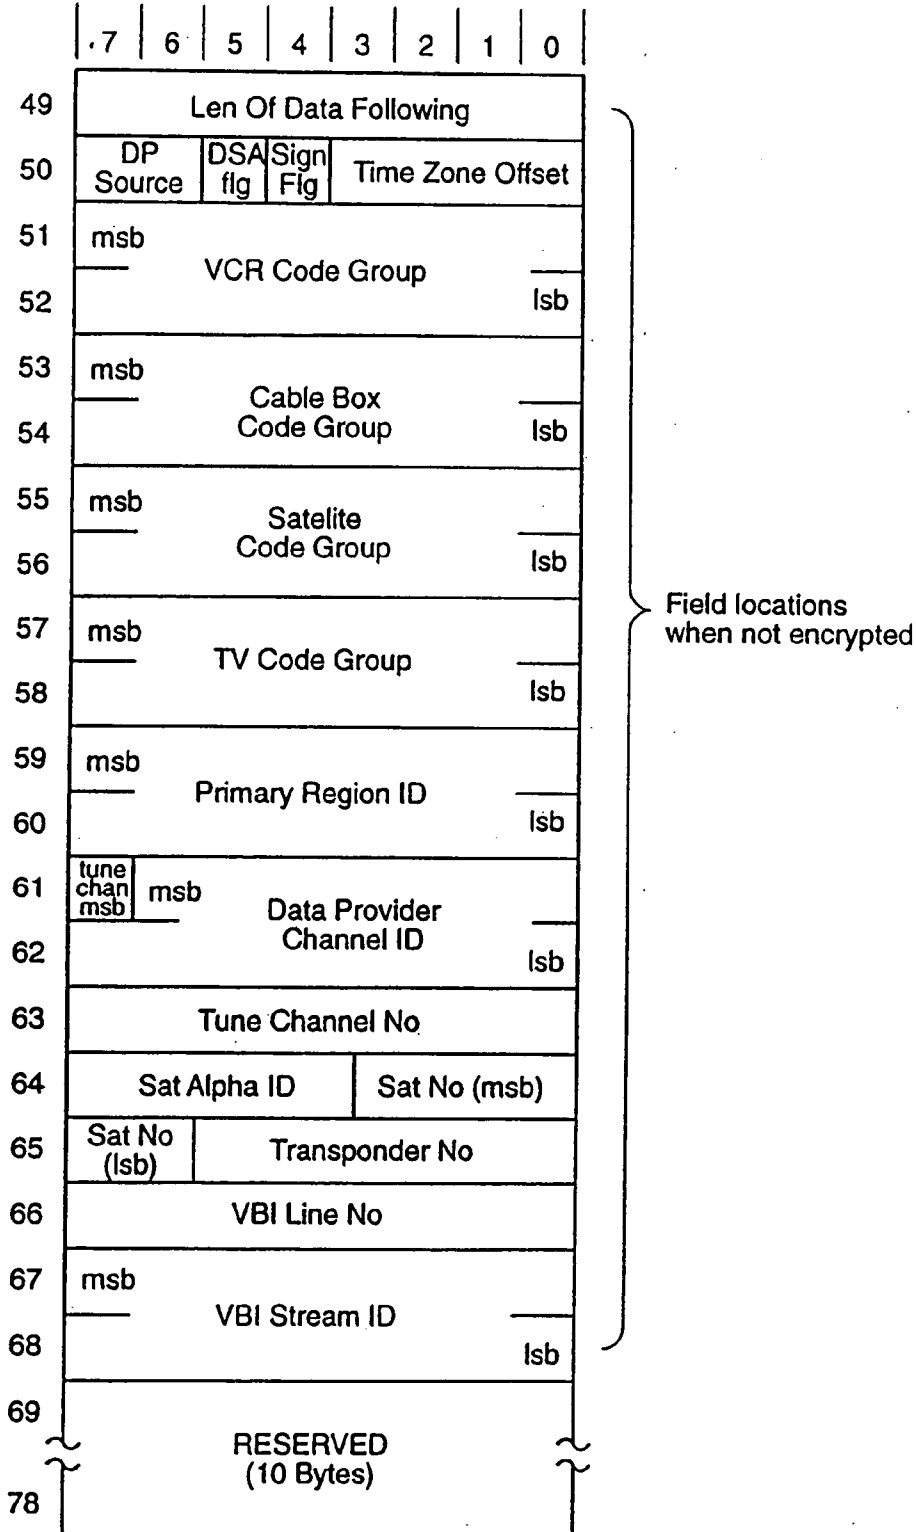 7 6 5 4 3 2 1 0
49 Len Of Data Following
50 DP Source DSA flg Sign Flg Time Zone Offset
51 msb
VCR Code Group
52 lsb
53 msb
Cable Box
Code Group
54 lsb
55 msb
Satelite
Code Group
56 lsb
57 msb
TV Code Group
58 lsb
Field locations
when not encrypted
59 msb
Primary Region ID
60 lsb
61 tune chan msb msb
Data Provider
Channel ID
62 lsb
63 Tune Channel No
64 Sat Alpha ID Sat No (msb)
65 Sat No (lsb) Transponder No
66 VBI Line No
67 msb
VBI Stream ID
68 lsb
69
RESERVED
(10 Bytes)
78